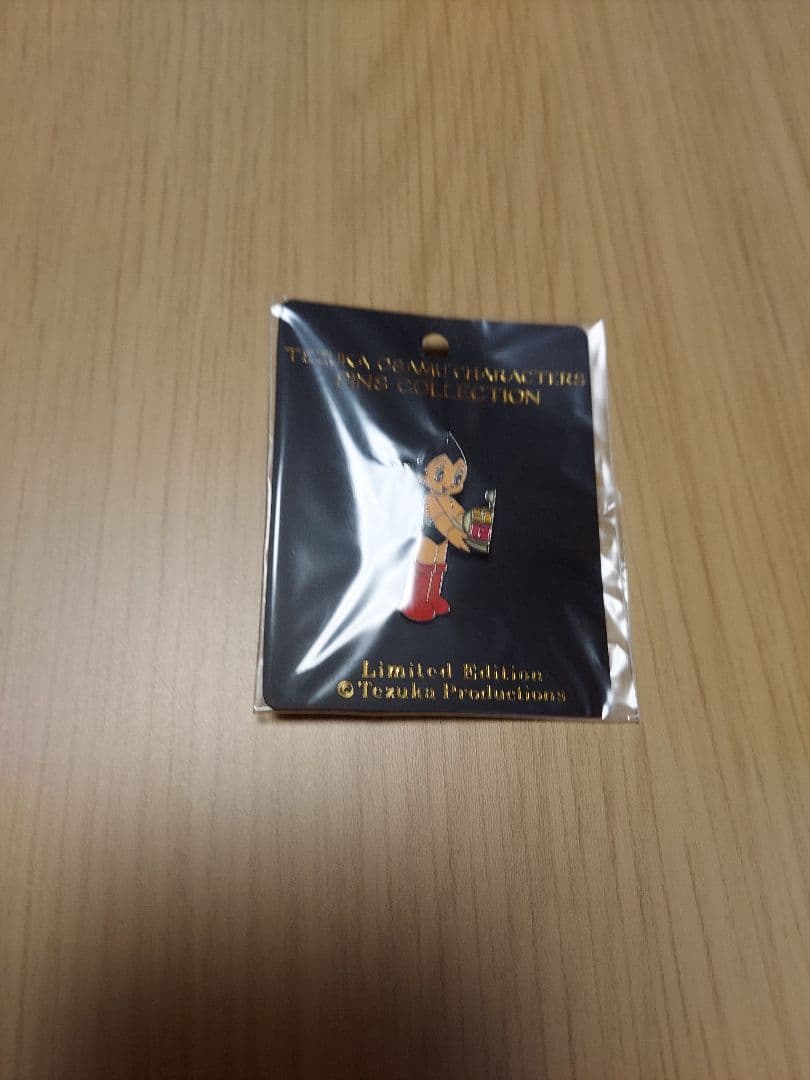 TEZUKA OSAMU CHARACTERS
PINS COLLECTION
Limited Edition
©Tezuka Productions